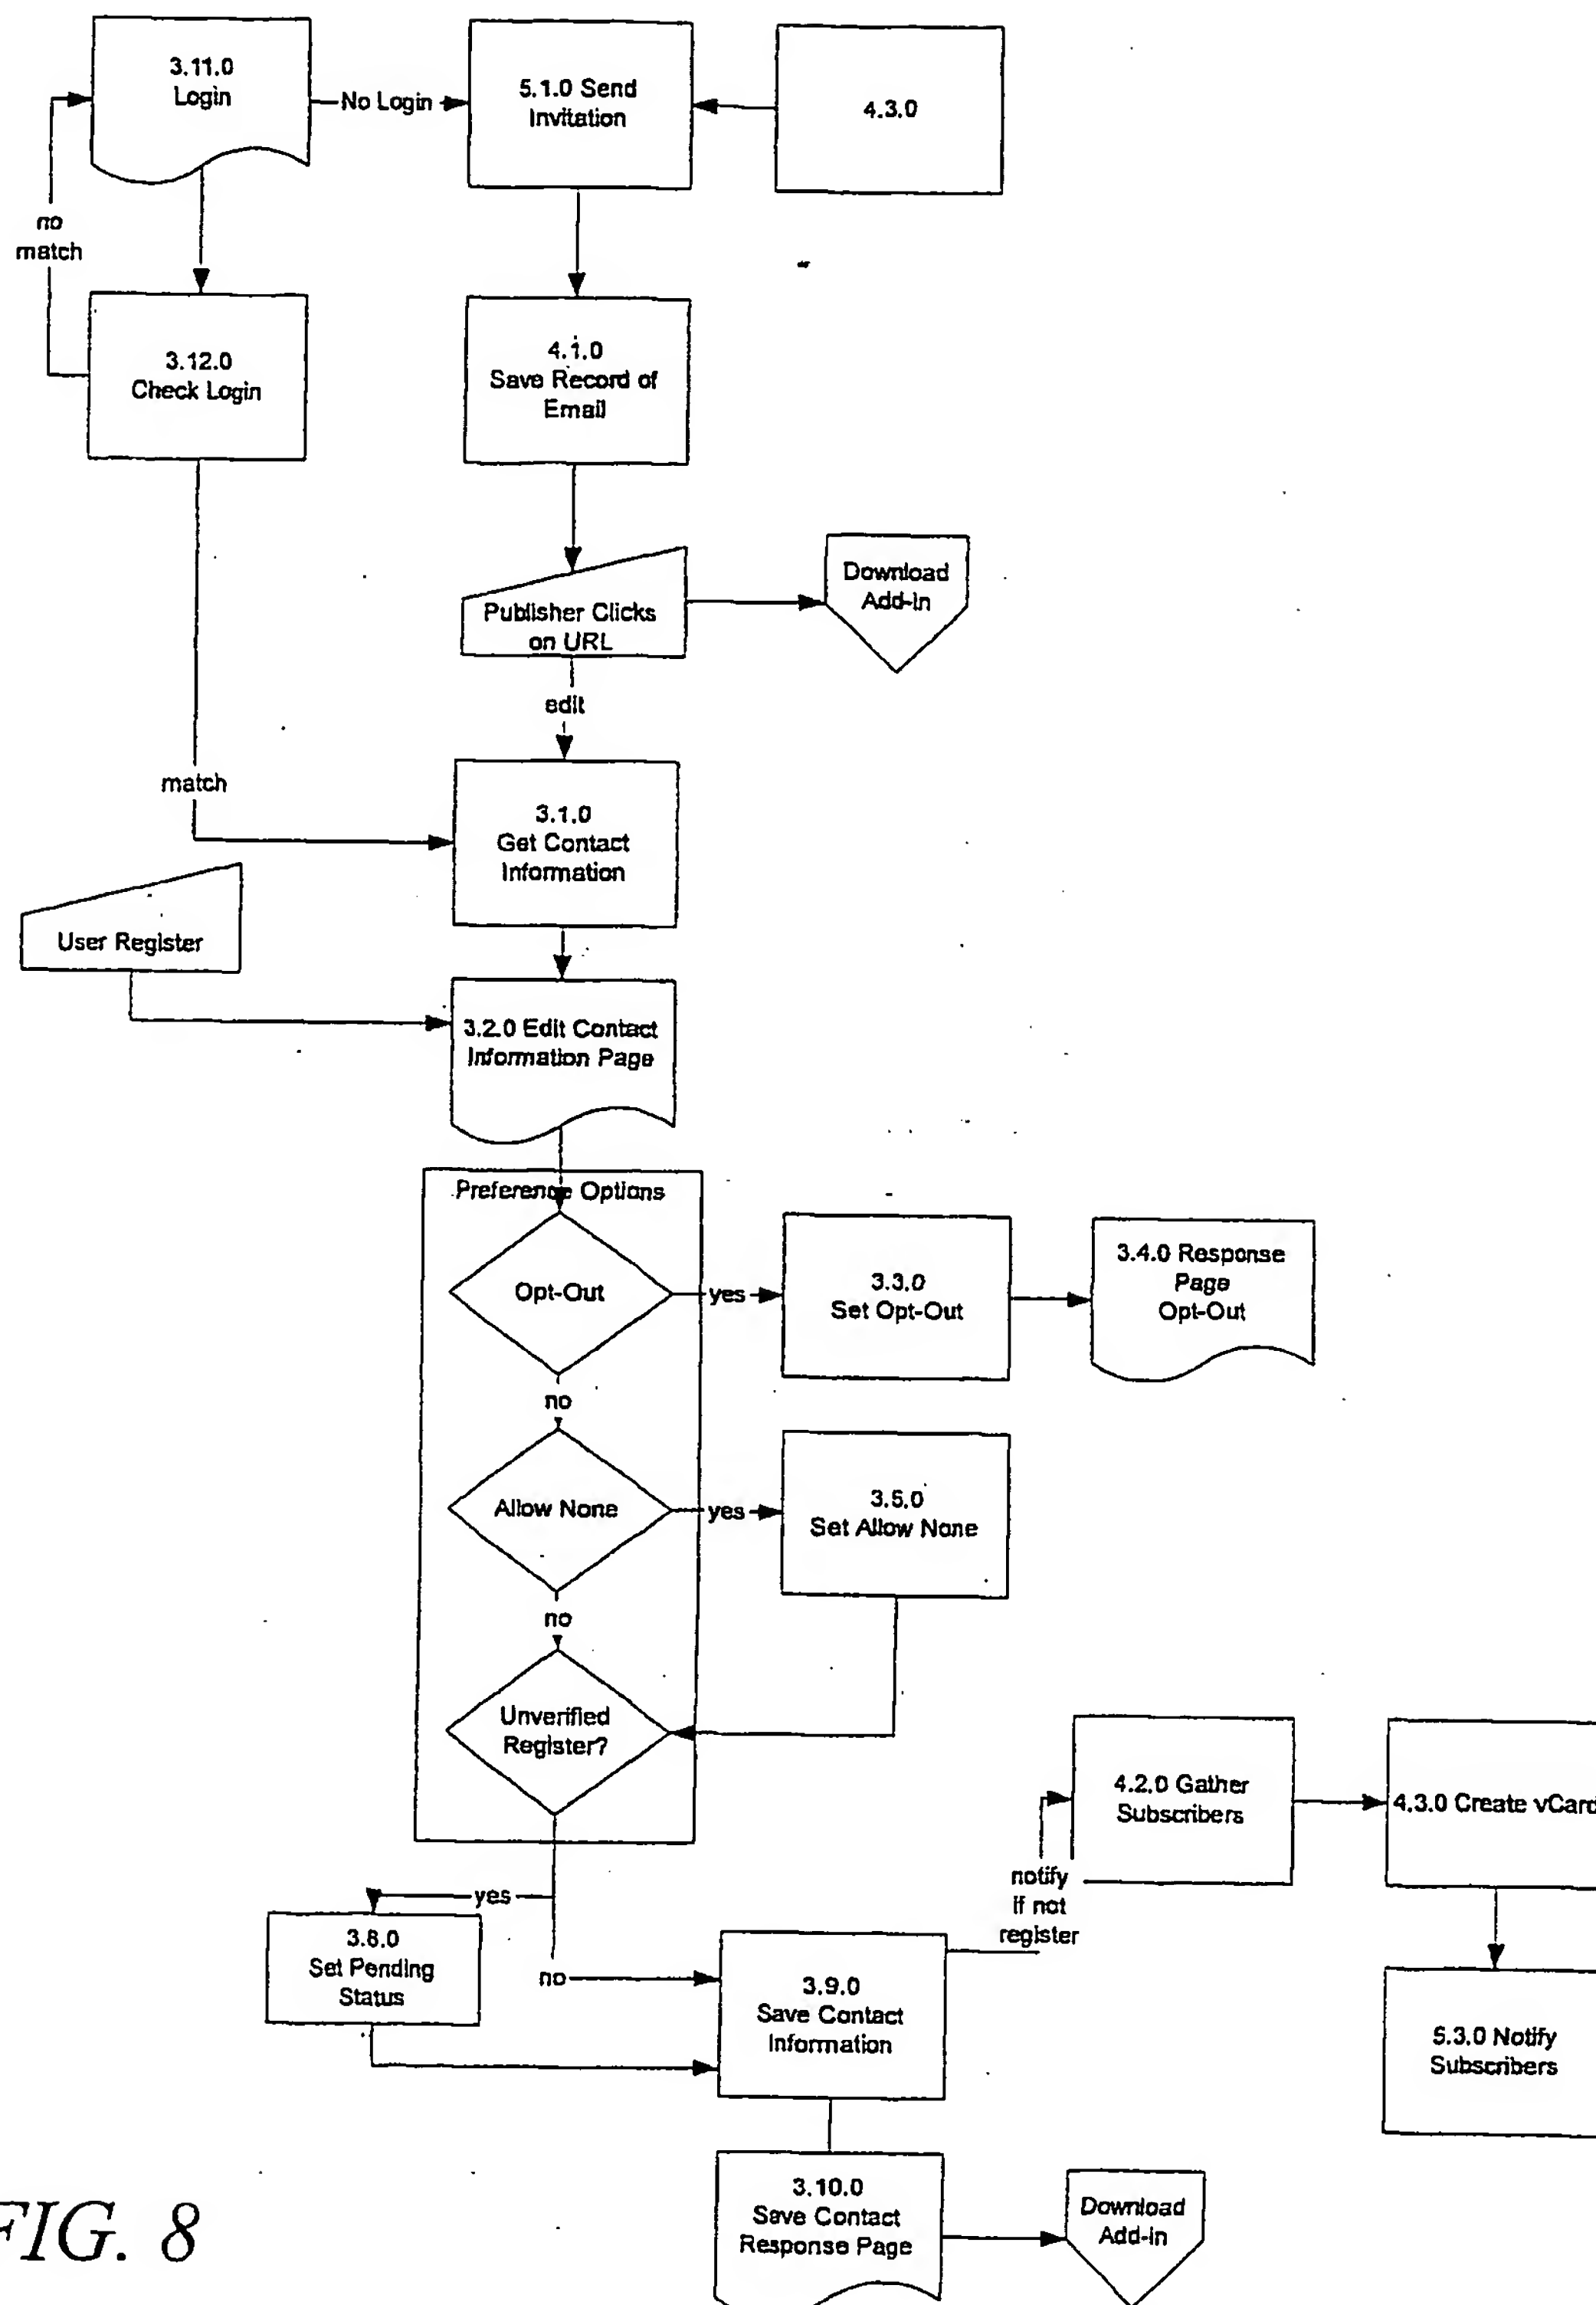 3.11.0
Login
No Login
5.1.0 Send
Invitation
4.3.0
no
match
3.12.0
Check Login
4.1.0
Save Record of
Email
Publisher Clicks
on URL
Download
Add-In
edit
match
3.1.0
Get Contact
Information
User Register
3.2.0 Edit Contact
Information Page
Preference Options
Opt-Out
yes
3.3.0
Set Opt-Out
3.4.0 Response
Page
Opt-Out
no
Allow None
yes
3.5.0
Set Allow None
no
Unverified
Register?
4.2.0 Gather
Subscribers
4.3.0 Create vCard
notify
if not
register
yes
3.8.0
Set Pending
Status
no
3.9.0
Save Contact
Information
5.3.0 Notify
Subscribers
3.10.0
Save Contact
Response Page
Download
Add-In
FIG. 8